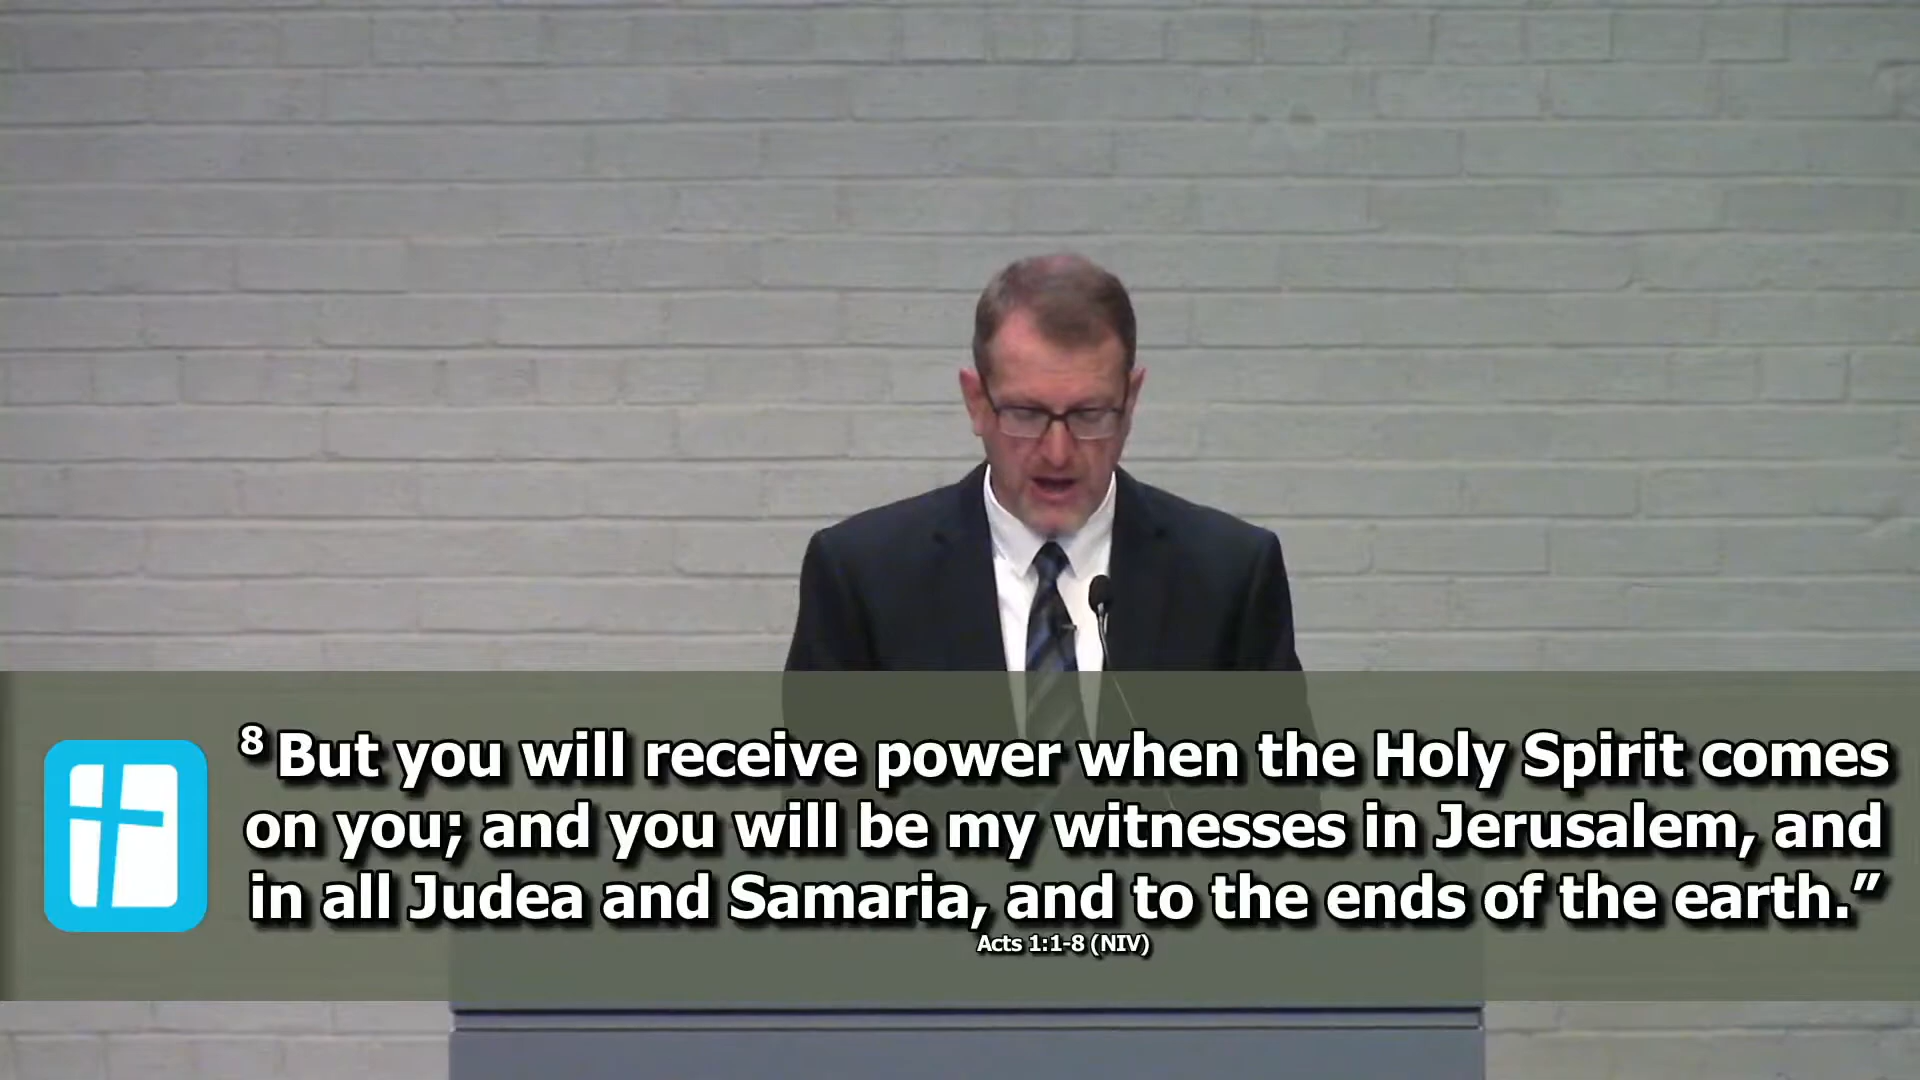 8 But you will receive power when the Holy Spirit comes
on you; and you will be my witnesses in Jerusalem, and
in all Judea and Samaria, and to the ends of the earth.”
Acts 1:1-8 (NIV)